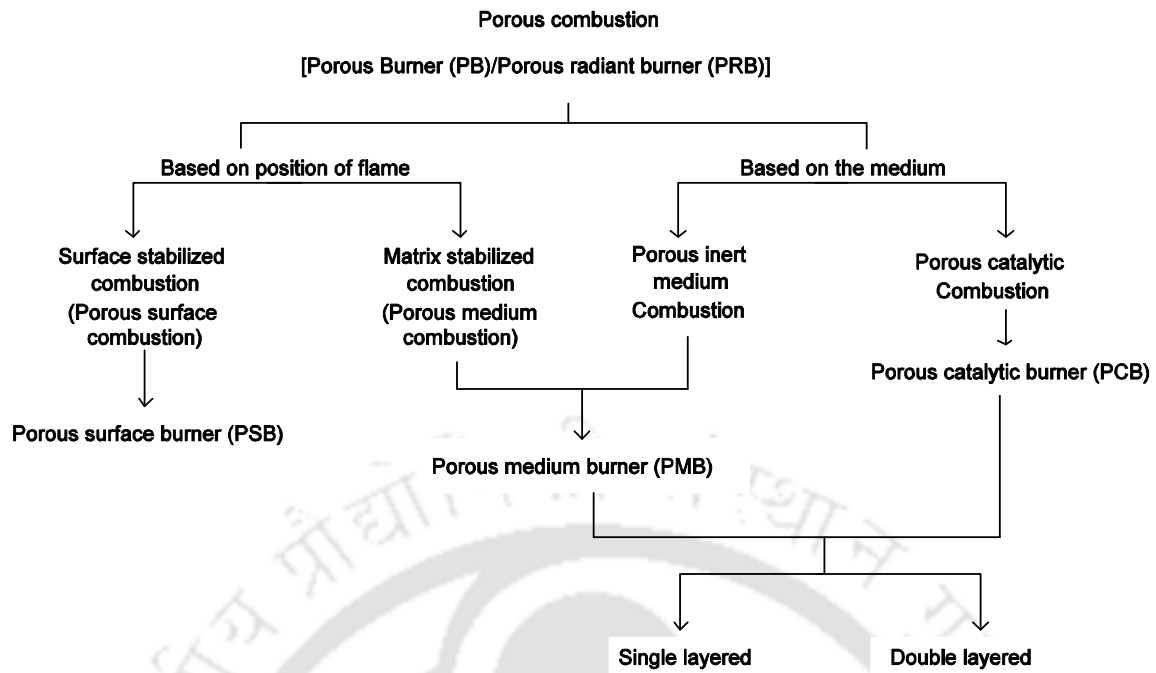 Porous combustion
[Porous Burner (PB)/Porous radiant burner (PRB)]
Based on position of flame
Based on the medium
Surface stabilized
combustion
(Porous surface
combustion)
Matrix stabilized
combustion
(Porous medium
combustion)
Porous inert
medium
Combustion
Porous catalytic
Combustion
Porous catalytic burner (PCB)
Porous surface burner (PSB)
Porous medium burner (PMB)
Single layered
Double layered